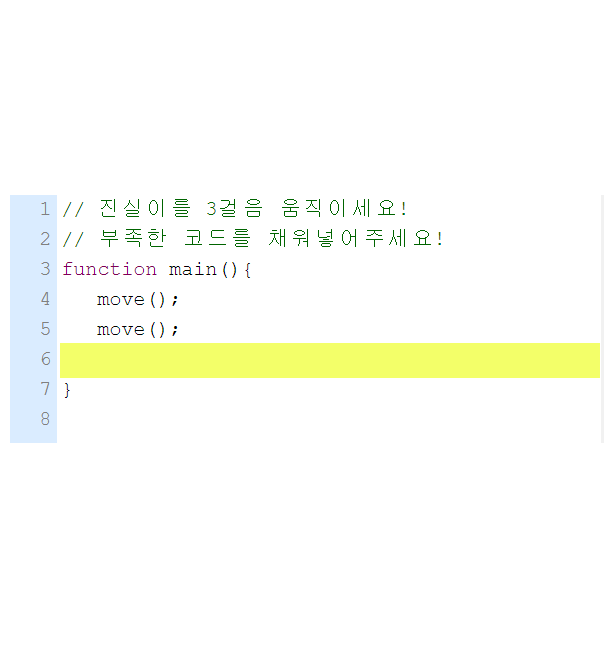 1 // 진실이를 3걸음 움직이세요!
2 // 부족한 코드를 채워넣어주세요!
3 function main(){
4 move();
5 move();
6
7 }
8